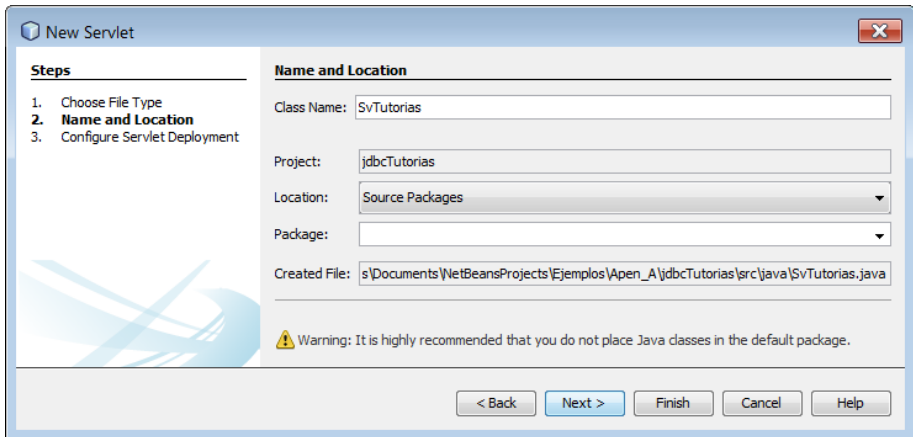 New Servlet
Steps
1. Choose File Type
2. Name and Location
3. Configure Servlet Deployment
Name and Location
Class Name: SvTutorias
Project: jdbcTutorias
Location: Source Packages
Package:
Created File: s\Documents\NetBeansProjects\Ejemplos\Apen_A\jdbcTutorias\src\java\SvTutorias.java
Warning: It is highly recommended that you do not place Java classes in the default package.
< Back Next > Finish Cancel Help